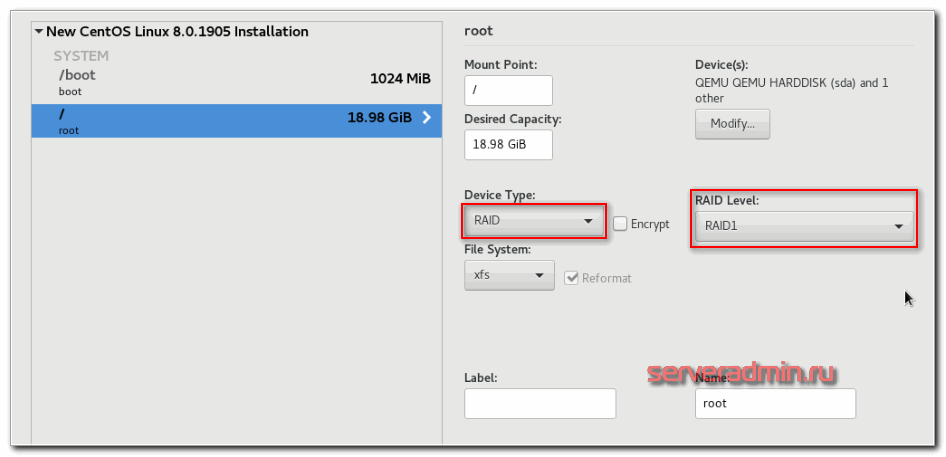 New CentOS Linux 8.0.1905 Installation
SYSTEM
/boot
1024 MiB
boot
/
18.98 GiB
root
root
Mount Point:
/
Desired Capacity:
18.98 GiB
Device(s):
QEMU QEMU HARDDISK (sda) and 1
other
Modify...
Device Type:
RAID
Encrypt
RAID Level:
RAID1
File System:
xfs
Reformat
Label:
Name:
root
serveradmin.ru